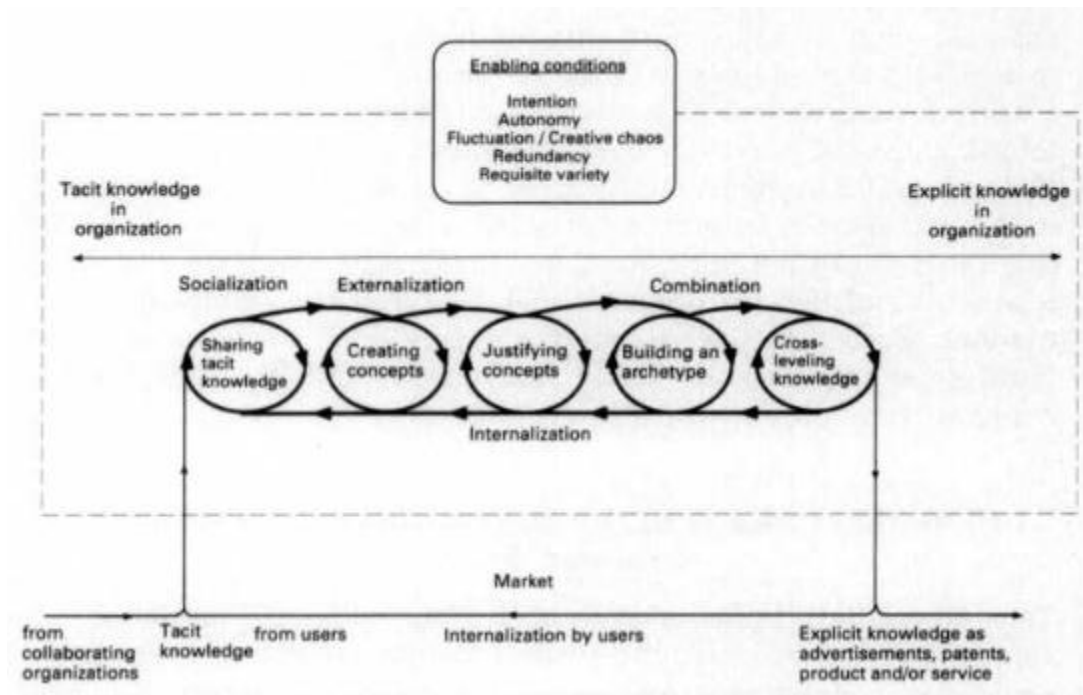 Enabling conditions
Intention
Autonomy
Fluctuation / Creative chaos
Redundancy
Requisite variety
Tacit knowledge
in
organization
Explicit knowledge
in
organization
Socialization
Externalization
Combination
Sharing
tacit
knowledge
Creating
concepts
Justifying
concepts
Building an
archetype
Cross-
leveling
knowledge
Internalization
Market
from
collaborating
organizations
Tacit
knowledge
from users
Internalization by users
Explicit knowledge as
advertisements, patents,
product and/or service